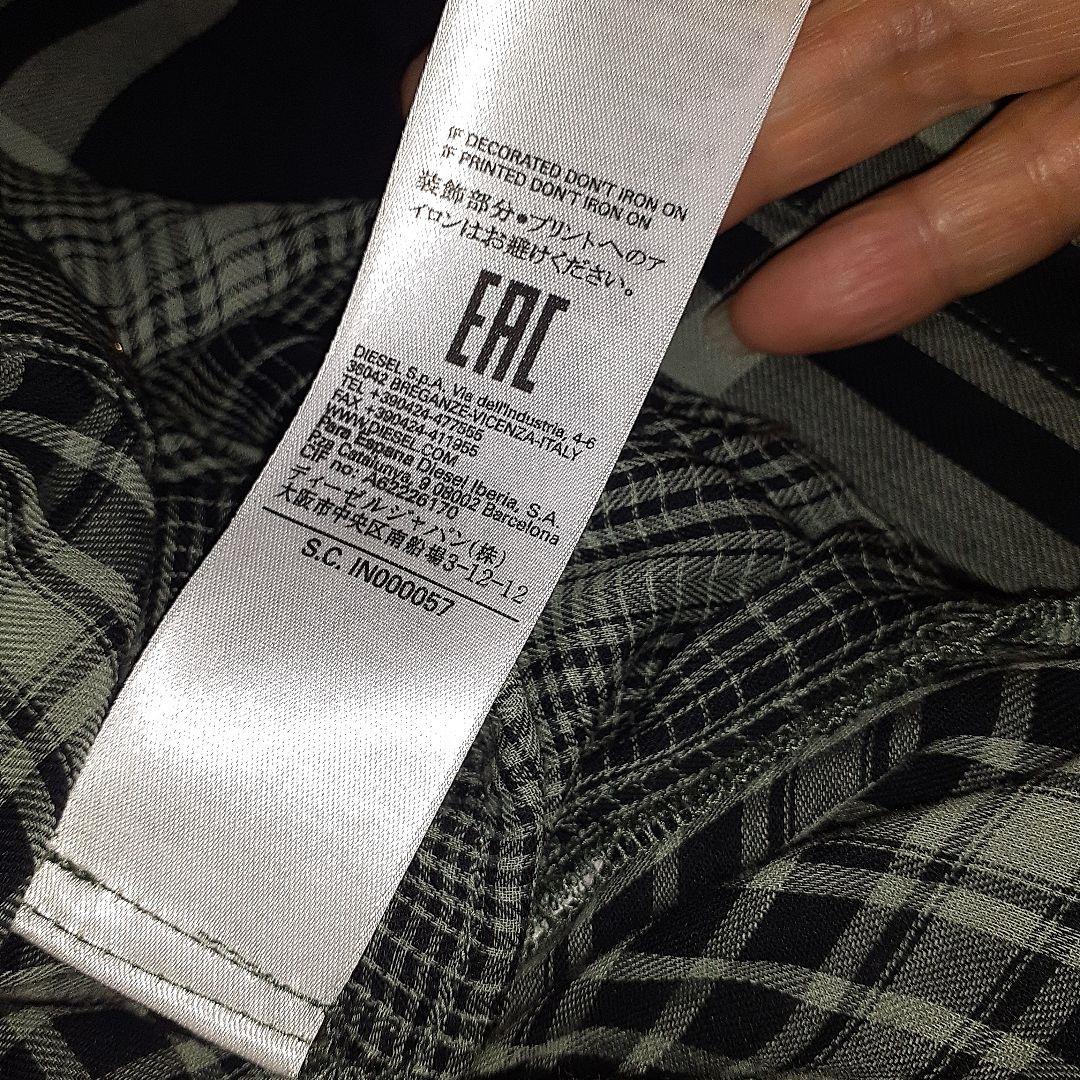 IF DECORATED DON'T IRON ON
IF PRINTED DON'T IRON ON
装飾部分●プリントへのア
イロンはお避けください。
EAC
DIESEL S.p.A. Via dell'Industria, 4-6
36042 BREGANZE-VICENZA-ITALY
TEL +390424-477555
FAX +390424-411955
WWW.DIESEL.COM
Para Espana Diesel Iberia, S.A.
Pza Catalunya, 9 08002 Barcelona
CIF no. A62226170
ディーゼルジャパン(株)
大阪市中央区南船場3-12-12
S.C. IN000057